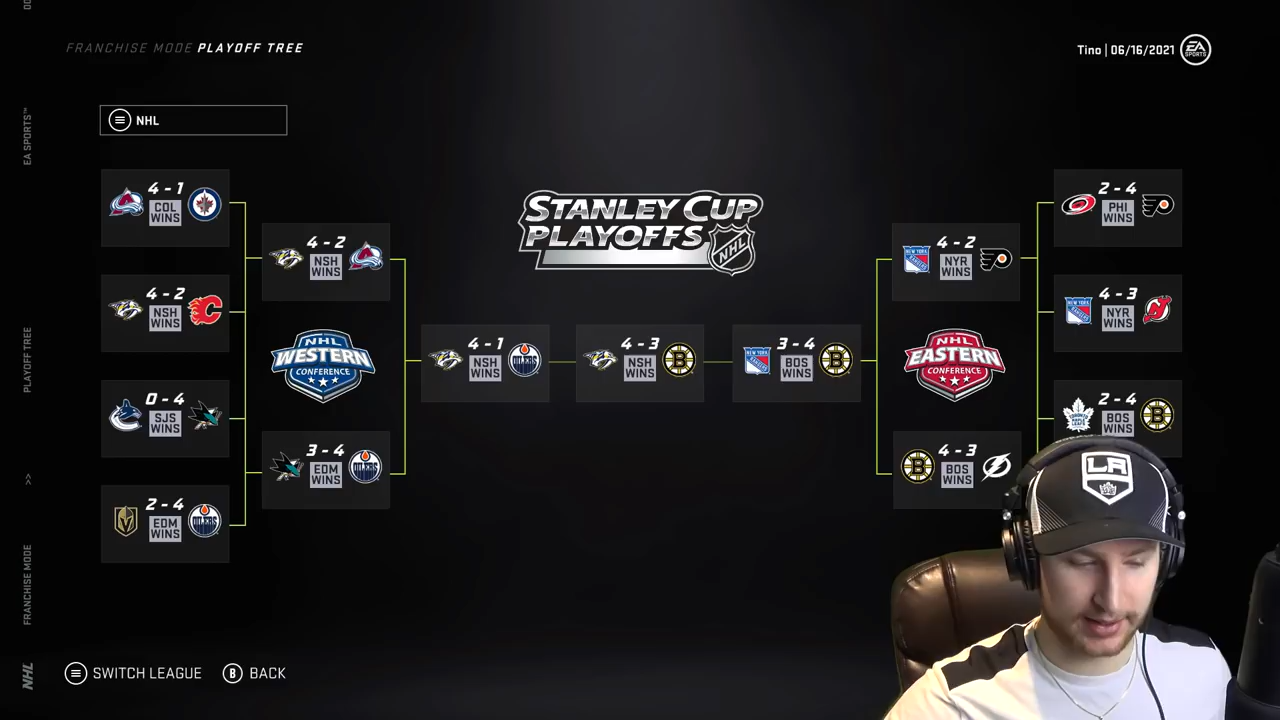 FRANCHISE MODE PLAYOFF TREE
Tino | 06/16/2021
EA SPORTS
NHL
EA SPORTS™
PLAYOFF TREE
>>
FRANCHISE MODE
NHL
STANLEY CUP
PLAYOFFS
NHL
4 - 1
COL
WINS
4 - 2
NSH
WINS
0 - 4
SJS
WINS
2 - 4
EDM
WINS
4 - 2
NSH
WINS
NHL
WESTERN
CONFERENCE
3 - 4
EDM
WINS
4 - 1
NSH
WINS
4 - 3
NSH
WINS
B
3 - 4
BOS
WINS
B
4 - 2
NYR
WINS
NHL
EASTERN
CONFERENCE
B
4 - 3
BOS
WINS
2 - 4
PHI
WINS
4 - 3
NYR
WINS
2 - 4
BOS
WINS
B
LA
SWITCH LEAGUE
B BACK